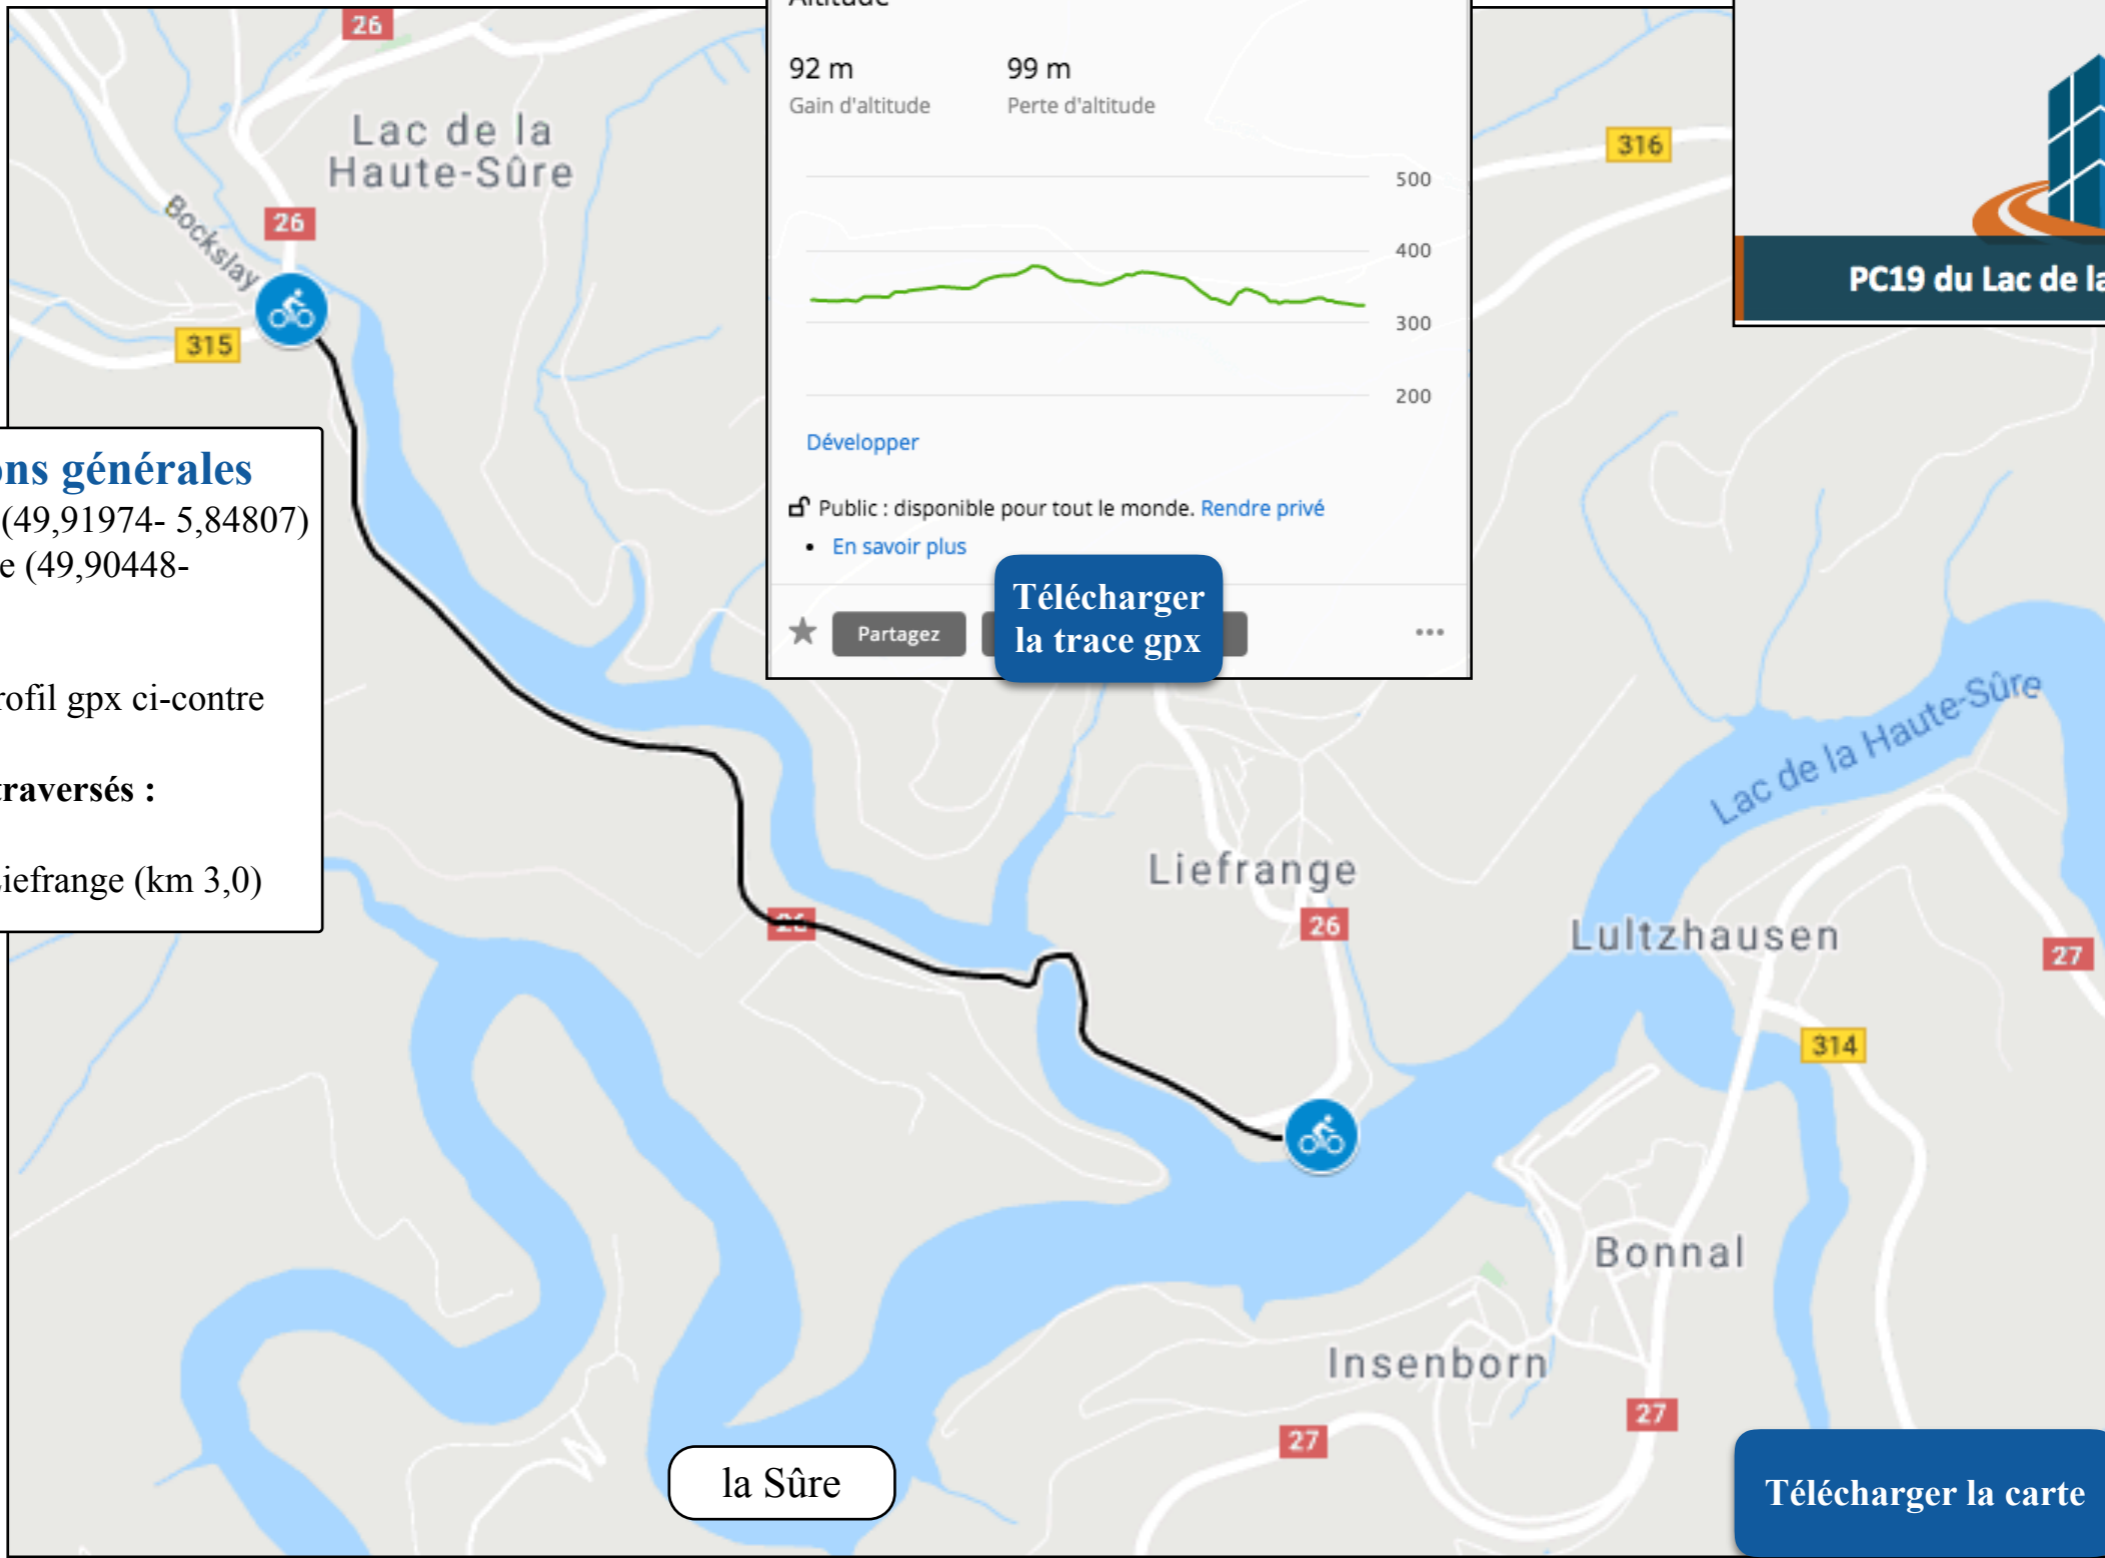 Altitude
92 m
99 m
Gain d'altitude
Perte d'altitude
500
400
300
200
Développer
Public : disponible pour tout le monde. Rendre privé
• En savoir plus
Partagez
Télécharger
la trace gpx
PC19 du Lac de la
26
Lac de la
Haute-Sûre
Bockslay
26
315
316
ons générales
(49,91974- 5,84807)
e (49,90448-
rofil gpx ci-contre
traversés :
Liefrange (km 3,0)
Lac de la Haute-Sûre
Liefrange
26
26
Lultzhausen
27
314
Bonnal
Insenborn
27
27
la Sûre
Télécharger la carte